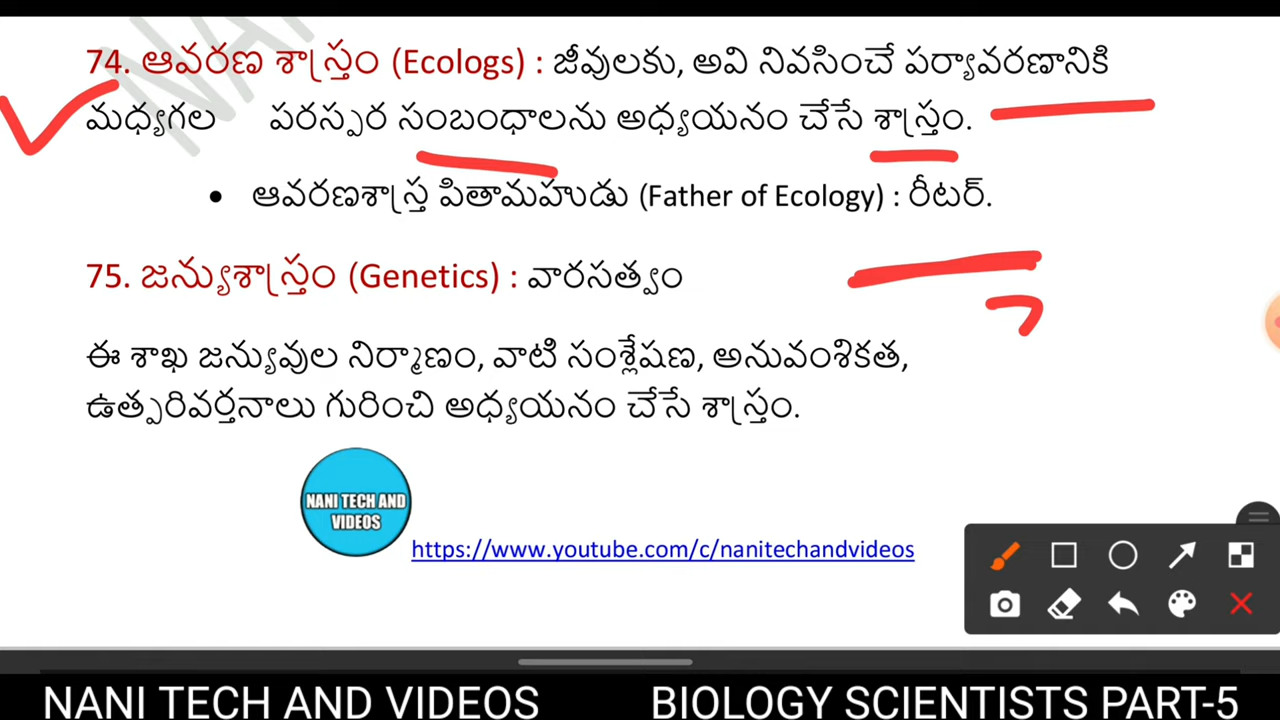 74. ఆవరణ శాస్త్రం (Ecologs) : జీవులకు, అవి నివసించే పర్యావరణానికి
మధ్యగల పరస్పర సంబంధాలను అధ్యయనం చేసే శాస్త్రం.
• ఆవరణశాస్త్ర పితామహుడు (Father of Ecology) : రీటర్.
75. జన్యుశాస్త్రం (Genetics) : వారసత్వం
ఈ శాఖ జన్యువుల నిర్మాణం, వాటి సంశ్లేషణ, అనువంశికత,
ఉత్పరివర్తనాలు గురించి అధ్యయనం చేసే శాస్త్రం.
NANI TECH AND
VIDEOS
https://www.youtube.com/c/nanitechandvideos
NANI TECH AND VIDEOS BIOLOGY SCIENTISTS PART-5